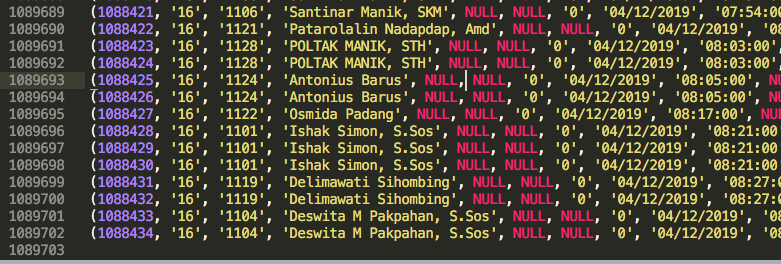 1089689 (1088421, '16', '1106', 'Santinar Manik, SKM', NULL, NULL, '0', '04/12/2019', '07:54:00
1089690 (1088422, '16', '1121', 'Patarolalin Nadapdap, Amd', NULL, NULL, '0', '04/12/2019', '08
1089691 (1088423, '16', '1128', 'POLTAK MANIK, STH', NULL, NULL, '0', '04/12/2019', '08:03:00',
1089692 (1088424, '16', '1128', 'POLTAK MANIK, STH', NULL, NULL, '0', '04/12/2019', '08:03:00',
1089693 (1088425, '16', '1124', 'Antonius Barus', NULL, NULL, '0', '04/12/2019', '08:05:00', NUL
1089694 (1088426, '16', '1124', 'Antonius Barus', NULL, NULL, '0', '04/12/2019', '08:05:00', NUL
1089695 (1088427, '16', '1122', 'Osmida Padang', NULL, NULL, '0', '04/12/2019', '08:17:00', NULL
1089696 (1088428, '16', '1101', 'Ishak Simon, S.Sos', NULL, NULL, '0', '04/12/2019', '08:21:00
1089697 (1088429, '16', '1101', 'Ishak Simon, S.Sos', NULL, NULL, '0', '04/12/2019', '08:21:00
1089698 (1088430, '16', '1101', 'Ishak Simon, S.Sos', NULL, NULL, '0', '04/12/2019', '08:21:00
1089699 (1088431, '16', '1119', 'Delimawati Sihombing', NULL, NULL, '0', '04/12/2019', '08:27:0
1089700 (1088432, '16', '1119', 'Delimawati Sihombing', NULL, NULL, '0', '04/12/2019', '08:27:0
1089701 (1088433, '16', '1104', 'Deswita M Pakpahan, S.Sos', NULL, NULL, '0', '04/12/2019', '08
1089702 (1088434, '16', '1104', 'Deswita M Pakpahan, S.Sos', NULL, NULL, '0', '04/12/2019', '08
1089703